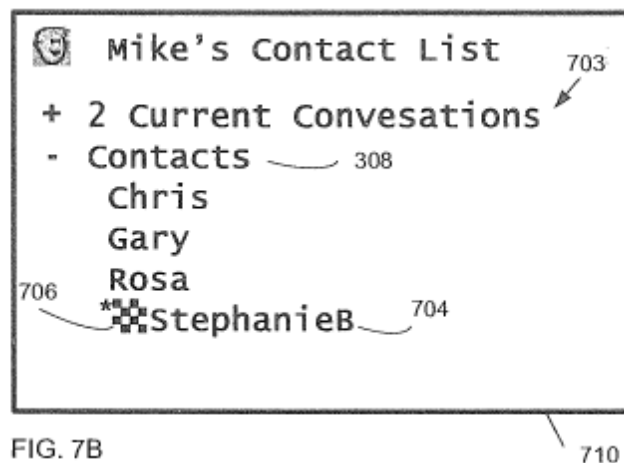 Mike's Contact List
703
+ 2 Current Convesations
- Contacts 308
Chris
Gary
Rosa
706
*StephanieB 704
FIG. 7B
710